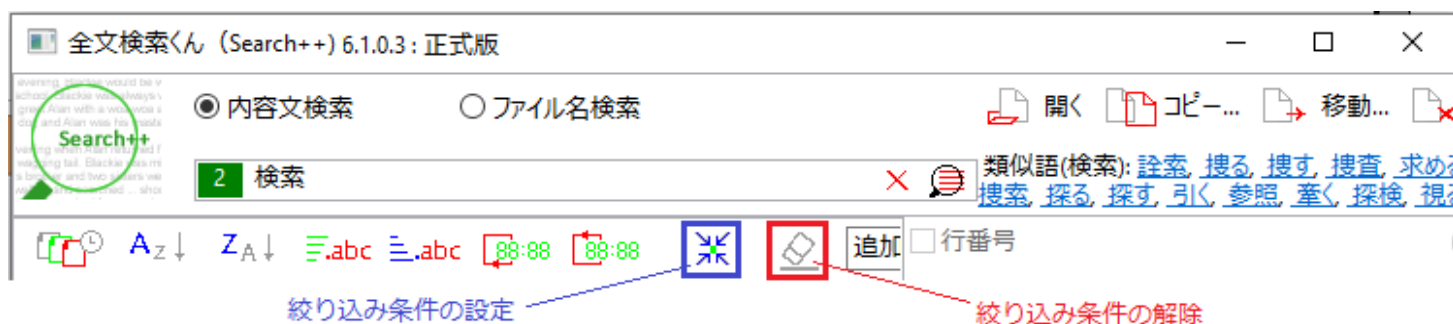 全文検索くん（Search++) 6.1.0.3 : 正式版
Search++
内容文検索 ファイル名検索 開く コピー... 移動...
2 検索
類似語(検索): 詮索, 捜る, 捜す, 捜査, 求め
捜索, 探る, 探す, 引く, 参照, 牽く, 探検, 視
AZ↓ ZA↓ .abc .abc 88:88 88:88 追加 行番号
絞り込み条件の設定 絞り込み条件の解除